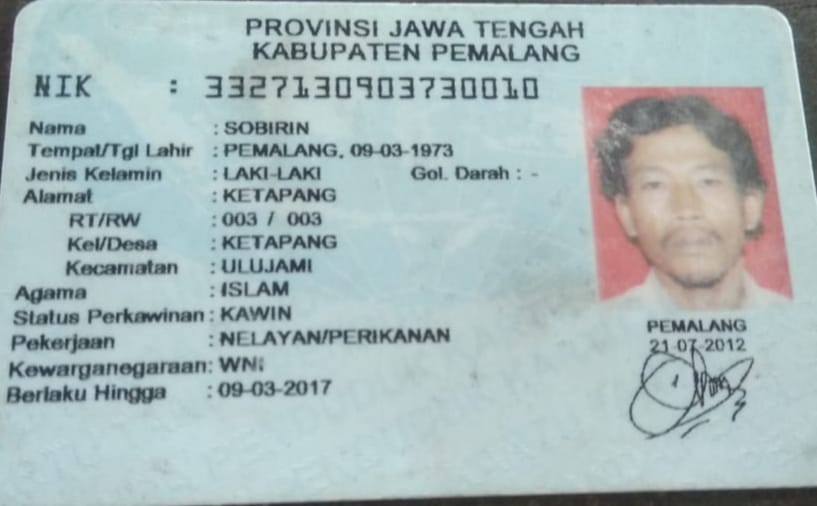 PROVINSI JAWA TENGAH
KABUPATEN PEMALANG
NIK : 3327130903730010
Nama : SOBIRIN
Tempat/Tgl Lahir : PEMALANG, 09-03-1973
Jenis Kelamin : LAKI-LAKI Gol. Darah : -
Alamat : KETAPANG
RT/RW : 003 / 003
Kel/Desa : KETAPANG
Kecamatan : ULUJAMI
Agama : ISLAM
Status Perkawinan : KAWIN
Pekerjaan : NELAYAN/PERIKANAN
Kewarganegaraan : WNI
Berlaku Hingga : 09-03-2017
PEMALANG
21-07-2012